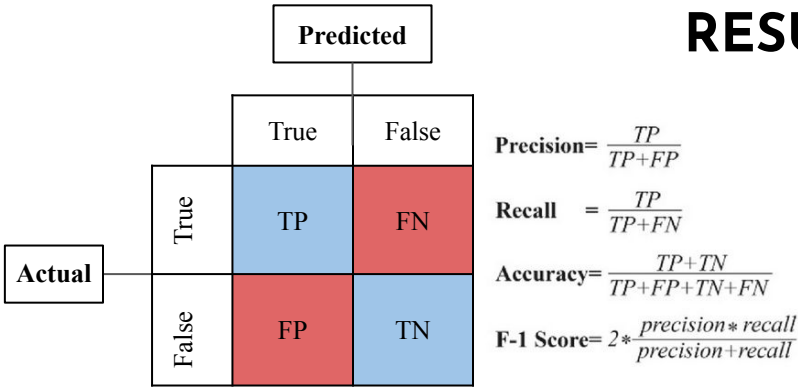 RESU
Predicted
True False
Precision= TP / TP+FP
True TP FN
Recall = TP / TP+FN
Actual
Accuracy= TP+TN / TP+FP+TN+FN
False FP TN
F-1 Score= 2* precision * recall / precision+recall